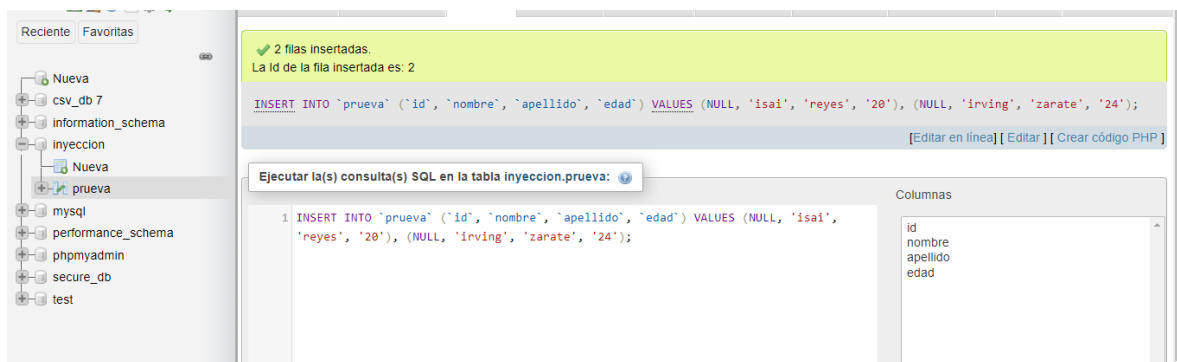 Reciente Favoritas
Nueva
csv_db 7
information_schema
inyeccion
Nueva
prueva
mysql
performance_schema
phpmyadmin
secure_db
test
2 filas insertadas.
La Id de la fila insertada es: 2
INSERT INTO `prueva` (`id`, `nombre`, `apellido`, `edad`) VALUES (NULL, 'isai', 'reyes', '20'), (NULL, 'irving', 'zarate', '24');
[Editar en línea] [ Editar ] [ Crear código PHP ]
Ejecutar la(s) consulta(s) SQL en la tabla inyeccion.prueva:
1 INSERT INTO `prueva` (`id`, `nombre`, `apellido`, `edad`) VALUES (NULL, 'isai',
'reyes', '20'), (NULL, 'irving', 'zarate', '24');
Columnas
id
nombre
apellido
edad